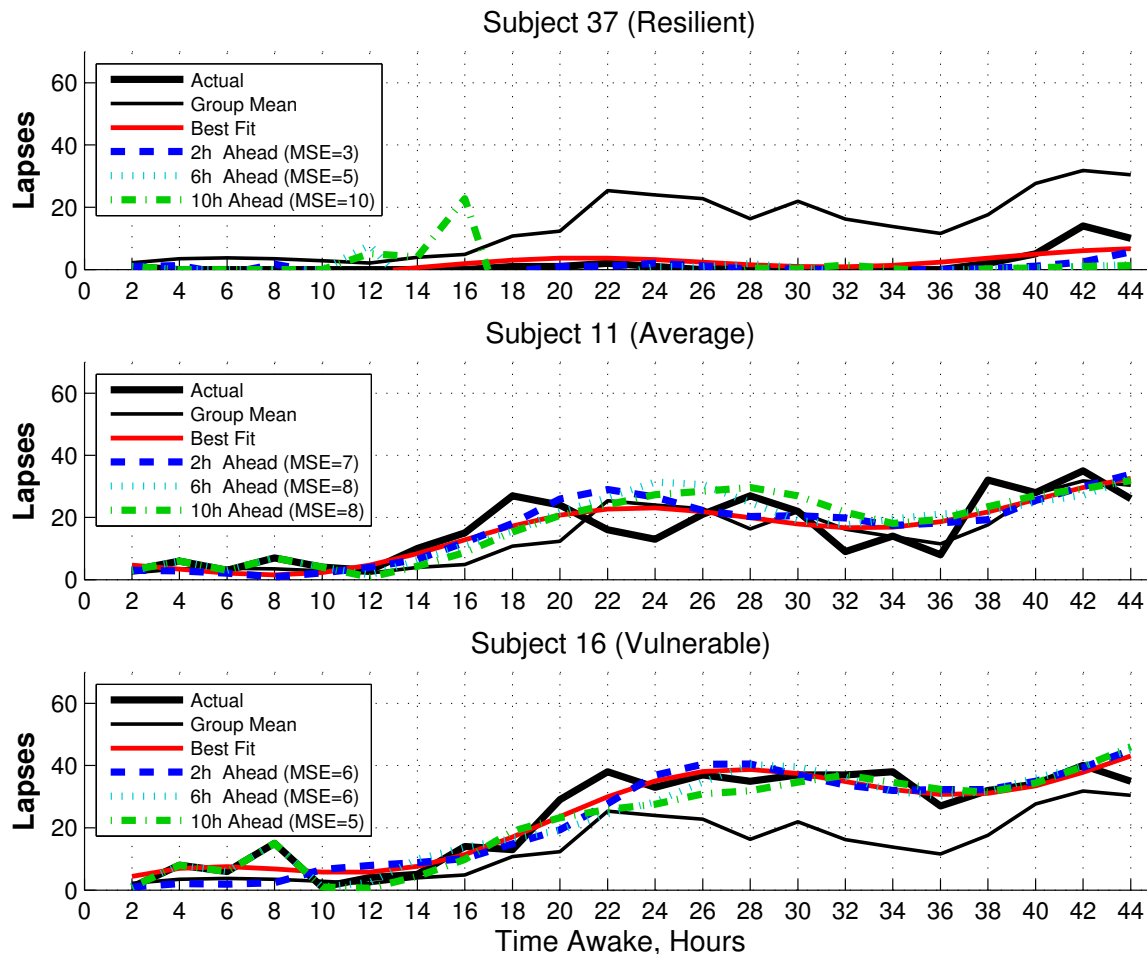 Subject 37 (Resilient)
Lapses
60
40
20
0
Actual
Group Mean
Best Fit
2h Ahead (MSE=3)
6h Ahead (MSE=5)
10h Ahead (MSE=10)
0 2 4 6 8 10 12 14 16 18 20 22 24 26 28 30 32 34 36 38 40 42 44
Subject 11 (Average)
Lapses
60
40
20
0
Actual
Group Mean
Best Fit
2h Ahead (MSE=7)
6h Ahead (MSE=8)
10h Ahead (MSE=8)
0 2 4 6 8 10 12 14 16 18 20 22 24 26 28 30 32 34 36 38 40 42 44
Subject 16 (Vulnerable)
Lapses
60
40
20
0
Actual
Group Mean
Best Fit
2h Ahead (MSE=6)
6h Ahead (MSE=6)
10h Ahead (MSE=5)
0 2 4 6 8 10 12 14 16 18 20 22 24 26 28 30 32 34 36 38 40 42 44
Time Awake, Hours